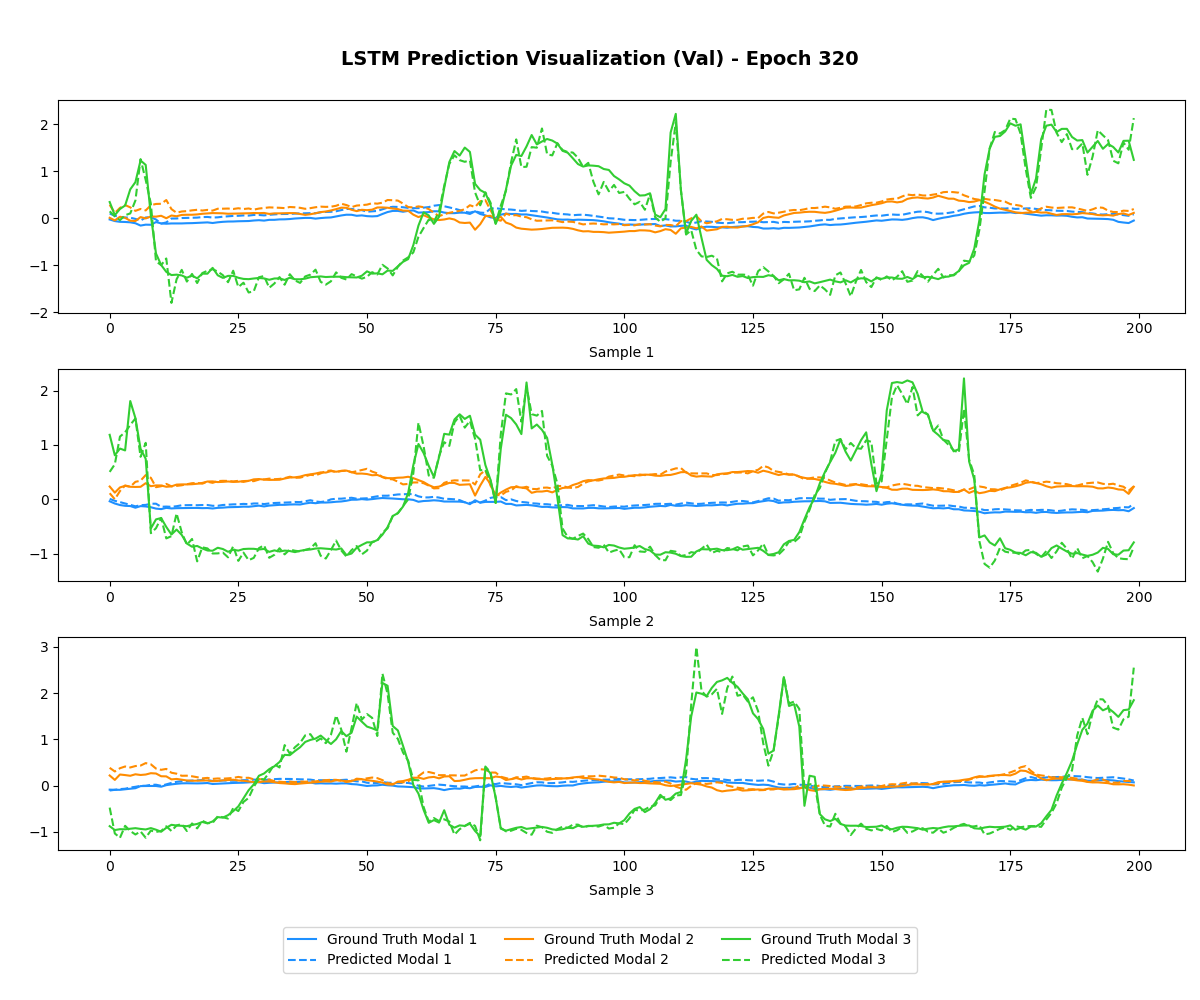 LSTM Prediction Visualization (Val) - Epoch 320
2
1
0
−1
−2
0 25 50 75 100 125 150 175 200
Sample 1
2
1
0
−1
0 25 50 75 100 125 150 175 200
Sample 2
3
2
1
0
−1
0 25 50 75 100 125 150 175 200
Sample 3
Ground Truth Modal 1 Ground Truth Modal 2 Ground Truth Modal 3
Predicted Modal 1 Predicted Modal 2 Predicted Modal 3